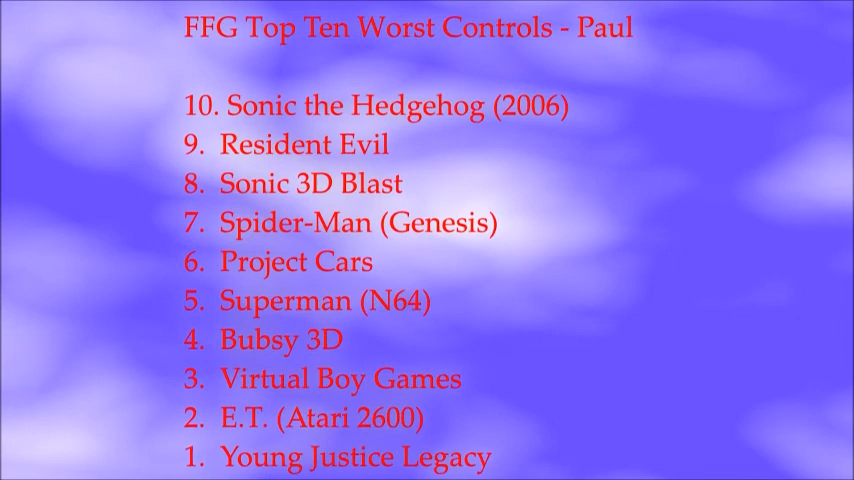 FFG Top Ten Worst Controls - Paul
10. Sonic the Hedgehog (2006)
9. Resident Evil
8. Sonic 3D Blast
7. Spider-Man (Genesis)
6. Project Cars
5. Superman (N64)
4. Bubsy 3D
3. Virtual Boy Games
2. E.T. (Atari 2600)
1. Young Justice Legacy